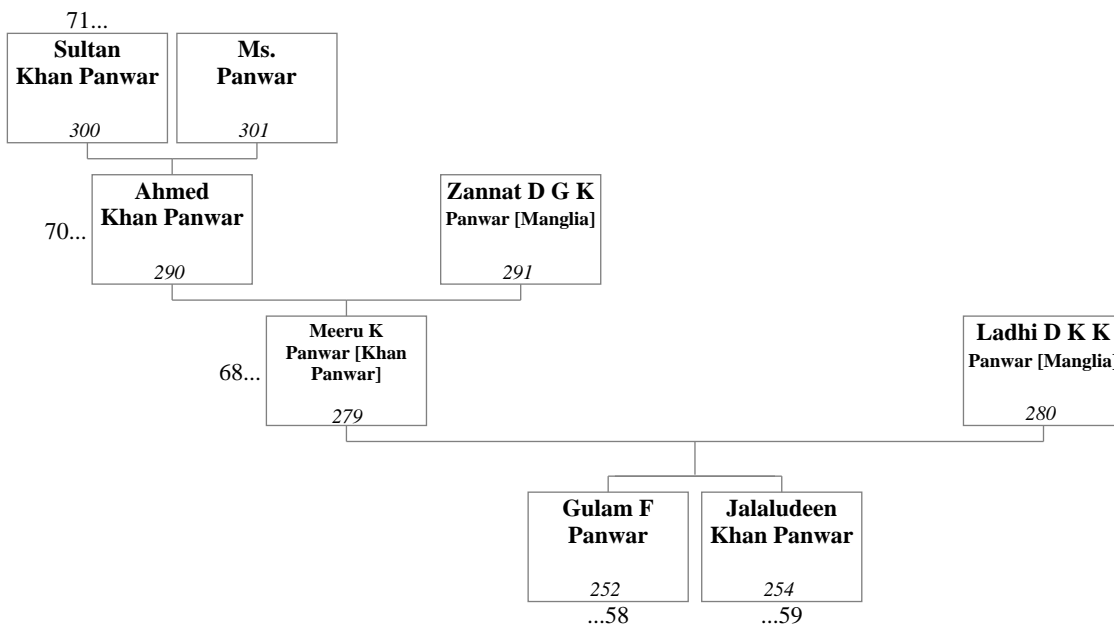 71...
Sultan
Khan Panwar
300
Ms.
Panwar
301
70...
Ahmed
Khan Panwar
290
Zannat D G K
Panwar [Manglia]
291
68...
Meeru K
Panwar [Khan
Panwar]
279
Ladhi D K K
Panwar [Manglia]
280
Gulam F
Panwar
252
...58
Jalaludeen
Khan Panwar
254
...59